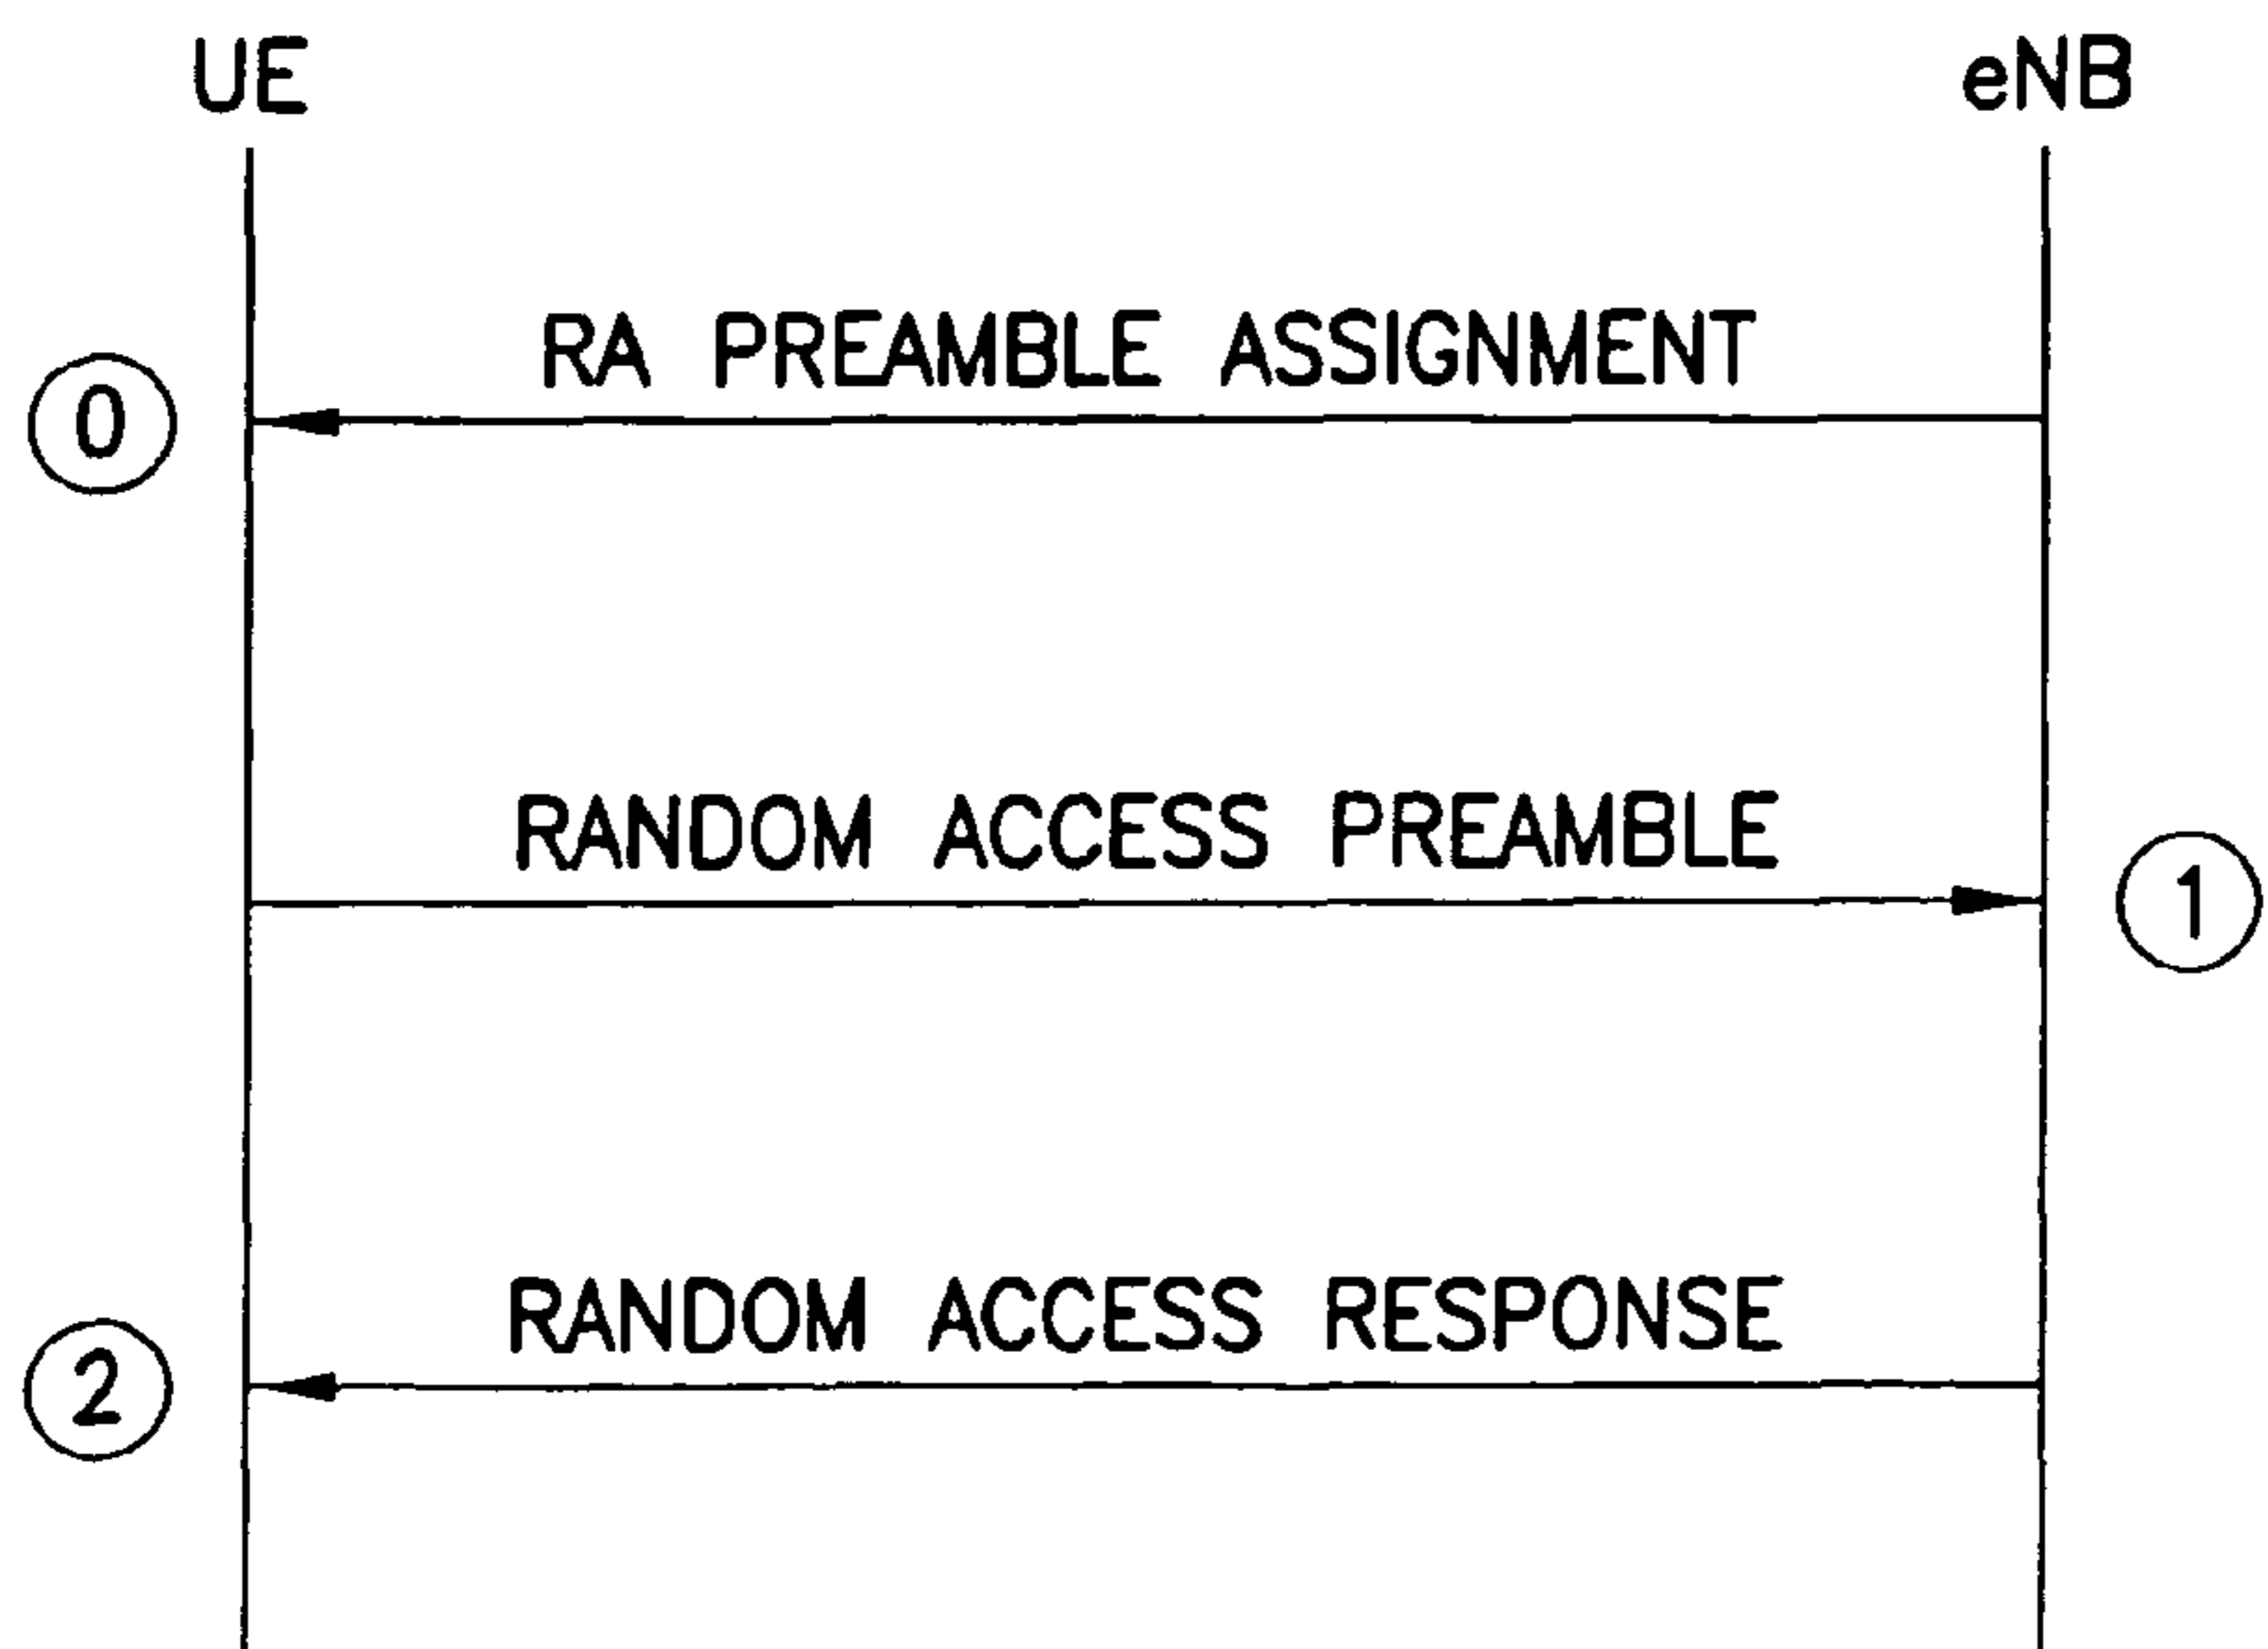 UE
eNB
RA PREAMBLE ASSIGNMENT
0
RANDOM ACCESS PREAMBLE
1
RANDOM ACCESS RESPONSE
2